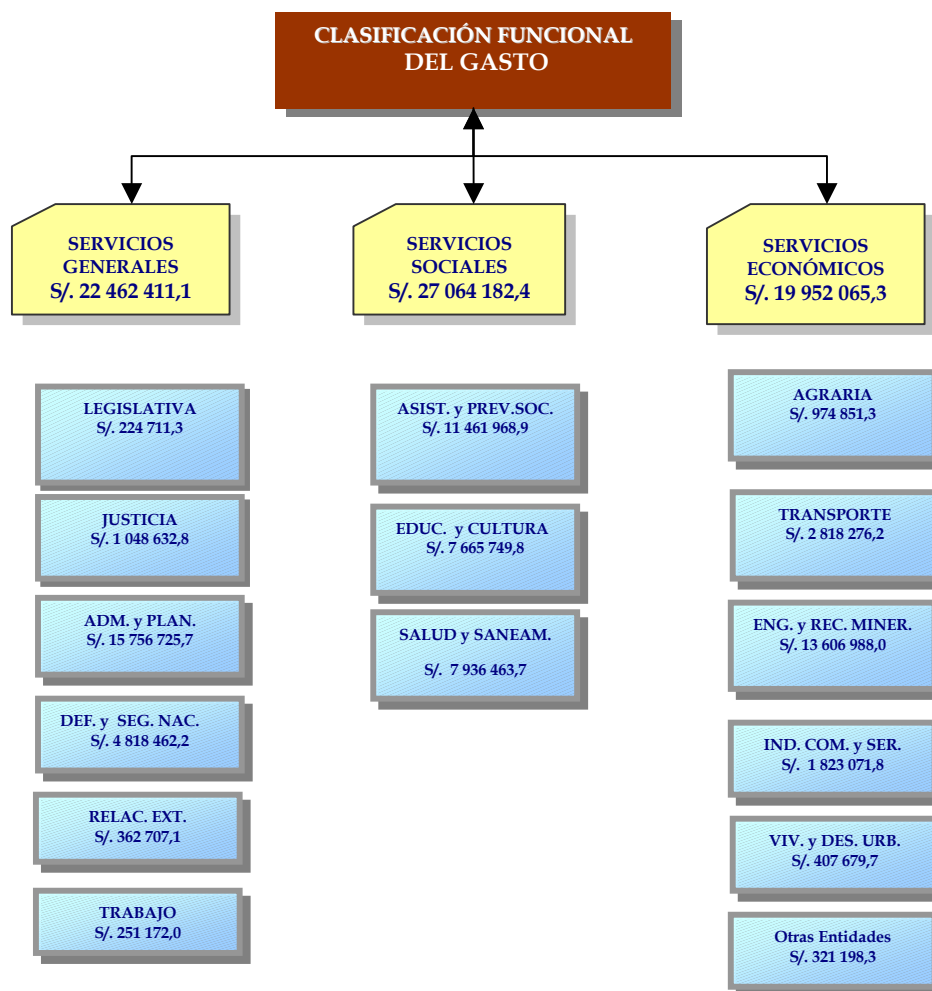 CLASIFICACIÓN FUNCIONAL
DEL GASTO
SERVICIOS
GENERALES
S/. 22 462 411,1
SERVICIOS
SOCIALES
S/. 27 064 182,4
SERVICIOS
ECONÓMICOS
S/. 19 952 065,3
LEGISLATIVA
S/. 224 711,3
JUSTICIA
S/. 1 048 632,8
ADM. y PLAN.
S/. 15 756 725,7
DEF. y SEG. NAC.
S/. 4 818 462,2
RELAC. EXT.
S/. 362 707,1
TRABAJO
S/. 251 172,0
ASIST. y PREV.SOC.
S/. 11 461 968,9
EDUC. y CULTURA
S/. 7 665 749,8
SALUD y SANEAM.
S/. 7 936 463,7
AGRARIA
S/. 974 851,3
TRANSPORTE
S/. 2 818 276,2
ENG. y REC. MINER.
S/. 13 606 988,0
IND. COM. y SER.
S/. 1 823 071,8
VIV. y DES. URB.
S/. 407 679,7
Otras Entidades
S/. 321 198,3